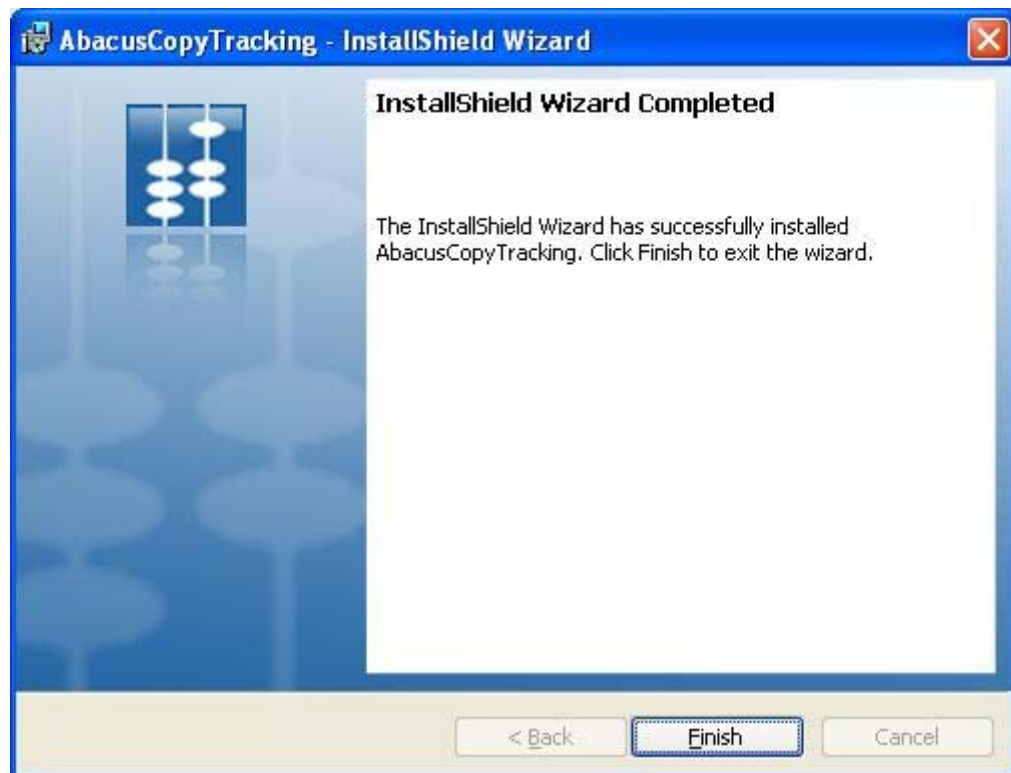 AbacusCopyTracking - InstallShield Wizard
InstallShield Wizard Completed
The InstallShield Wizard has successfully installed
AbacusCopyTracking. Click Finish to exit the wizard.
< Back Finish Cancel